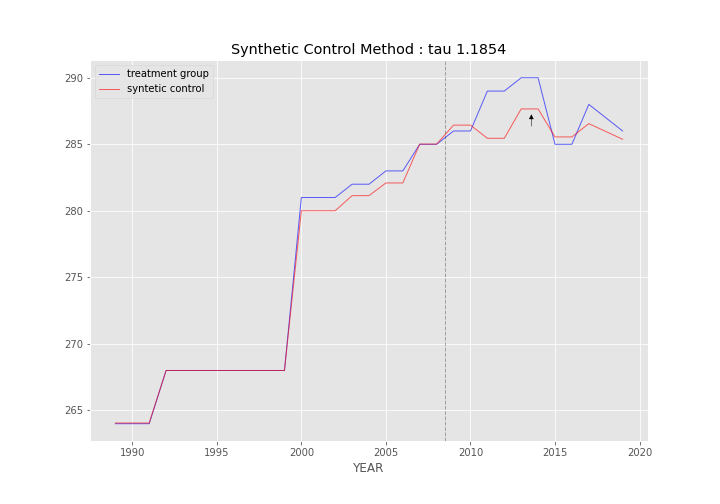 Synthetic Control Method : tau 1.1854
treatment group
syntetic control
290
285
280
275
270
265
1990 1995 2000 2005 2010 2015 2020
YEAR